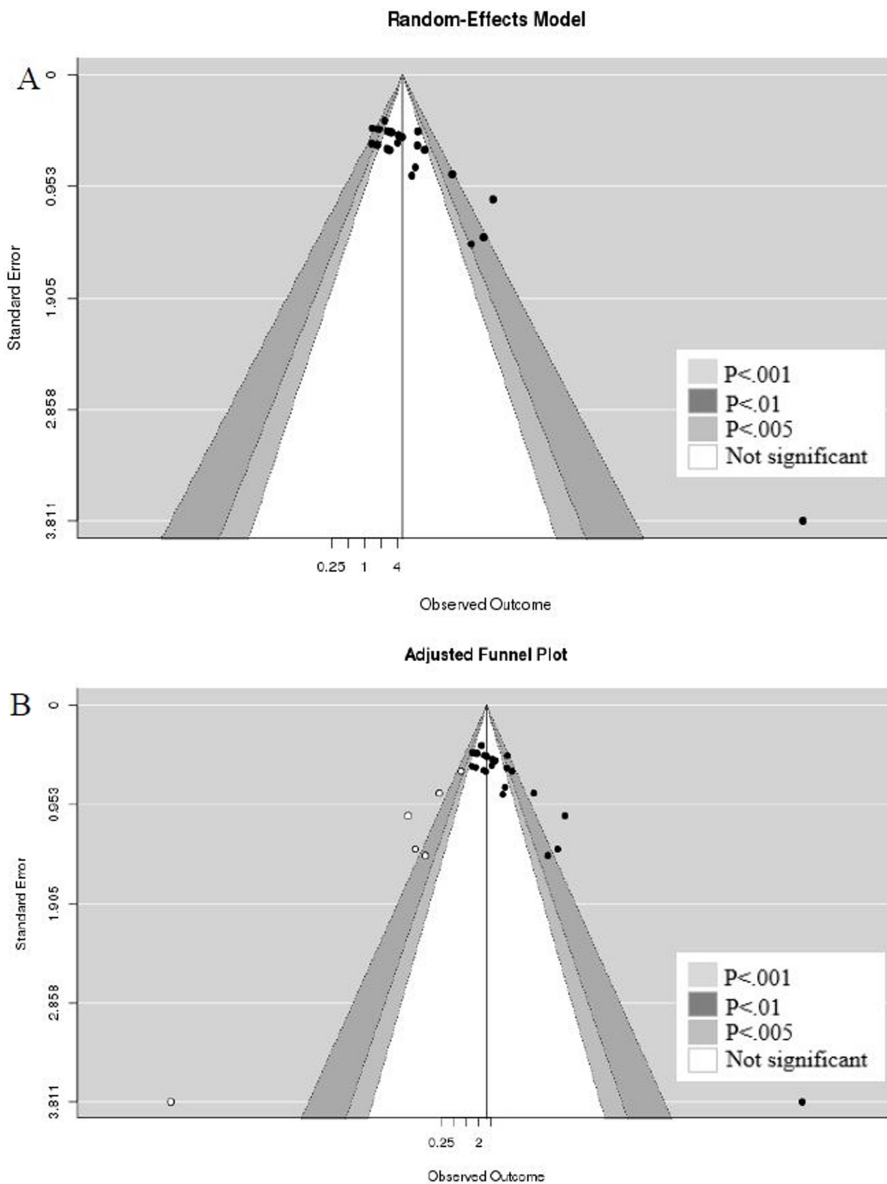 Random-Effects Model
A
0
0.953
1.905
2.858
3.811
Standard Error
P<.001
P<.01
P<.005
Not significant
0.25 1 4
Observed Outcome
Adjusted Funnel Plot
B
0
0.953
1.905
2.858
3.811
Standard Error
P<.001
P<.01
P<.005
Not significant
0.25 2
Observed Outcome